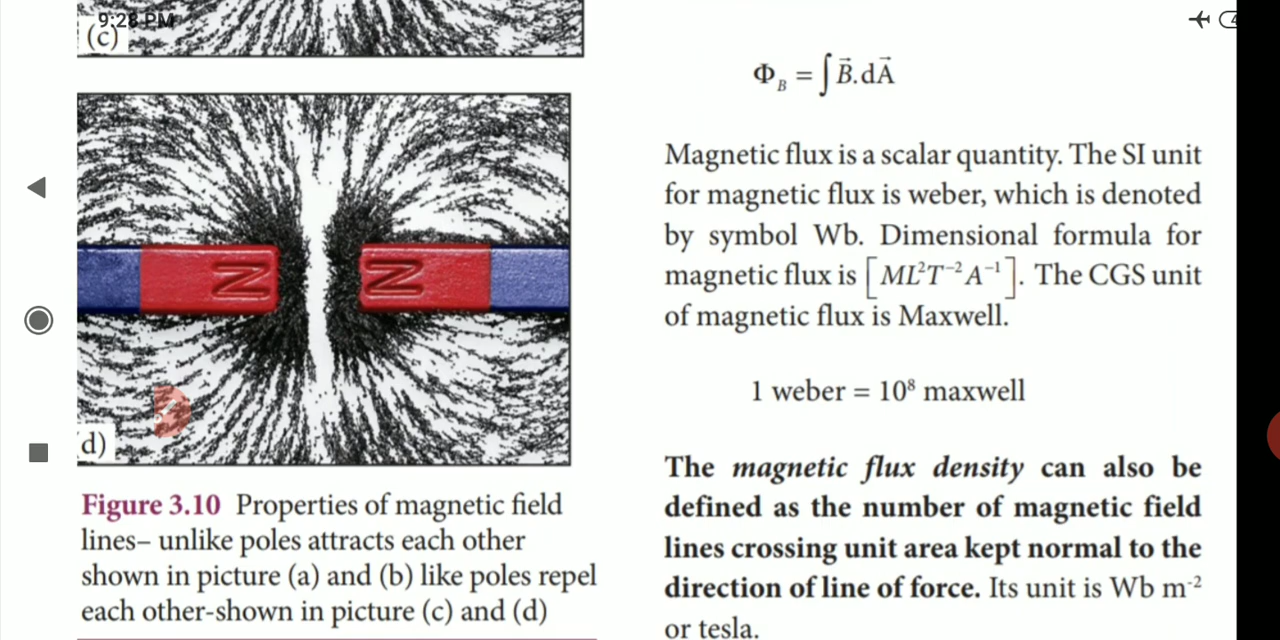 9:28 PM
(c)
N N
d)
Figure 3.10 Properties of magnetic field
lines– unlike poles attracts each other
shown in picture (a) and (b) like poles repel
each other-shown in picture (c) and (d)
Φ_B = ∫ B⃗.dA⃗
Magnetic flux is a scalar quantity. The SI unit
for magnetic flux is weber, which is denoted
by symbol Wb. Dimensional formula for
magnetic flux is [ML²T⁻²A⁻¹]. The CGS unit
of magnetic flux is Maxwell.
1 weber = 10⁸ maxwell
The magnetic flux density can also be
defined as the number of magnetic field
lines crossing unit area kept normal to the
direction of line of force. Its unit is Wb m⁻²
or tesla.